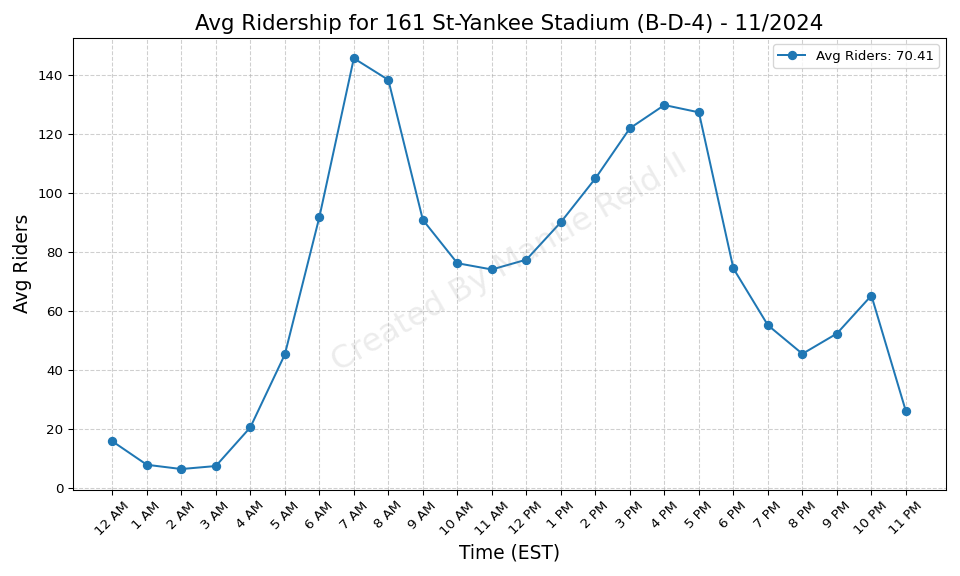 Avg Ridership for 161 St-Yankee Stadium (B-D-4) - 11/2024
Avg Riders: 70.41
Avg Riders
140
120
100
80
60
40
20
0
Created By Mantle Reid II
12 AM
1 AM
2 AM
3 AM
4 AM
5 AM
6 AM
7 AM
8 AM
9 AM
10 AM
11 AM
12 PM
1 PM
2 PM
3 PM
4 PM
5 PM
6 PM
7 PM
8 PM
9 PM
10 PM
11 PM
Time (EST)